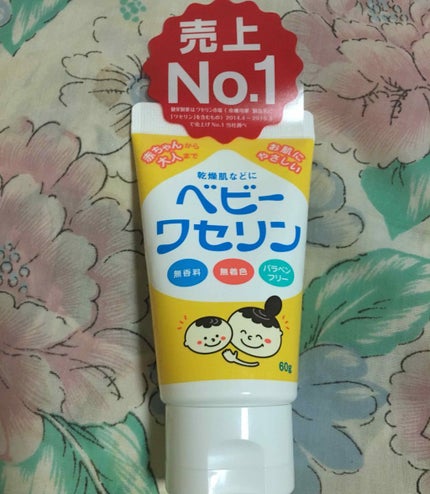 売上
No.1
赤ちゃんから
大人まで
お肌に
やさしい
乾燥肌などに
ベビー
ワセリン
無香料
無着色
パラベン
フリー
60g